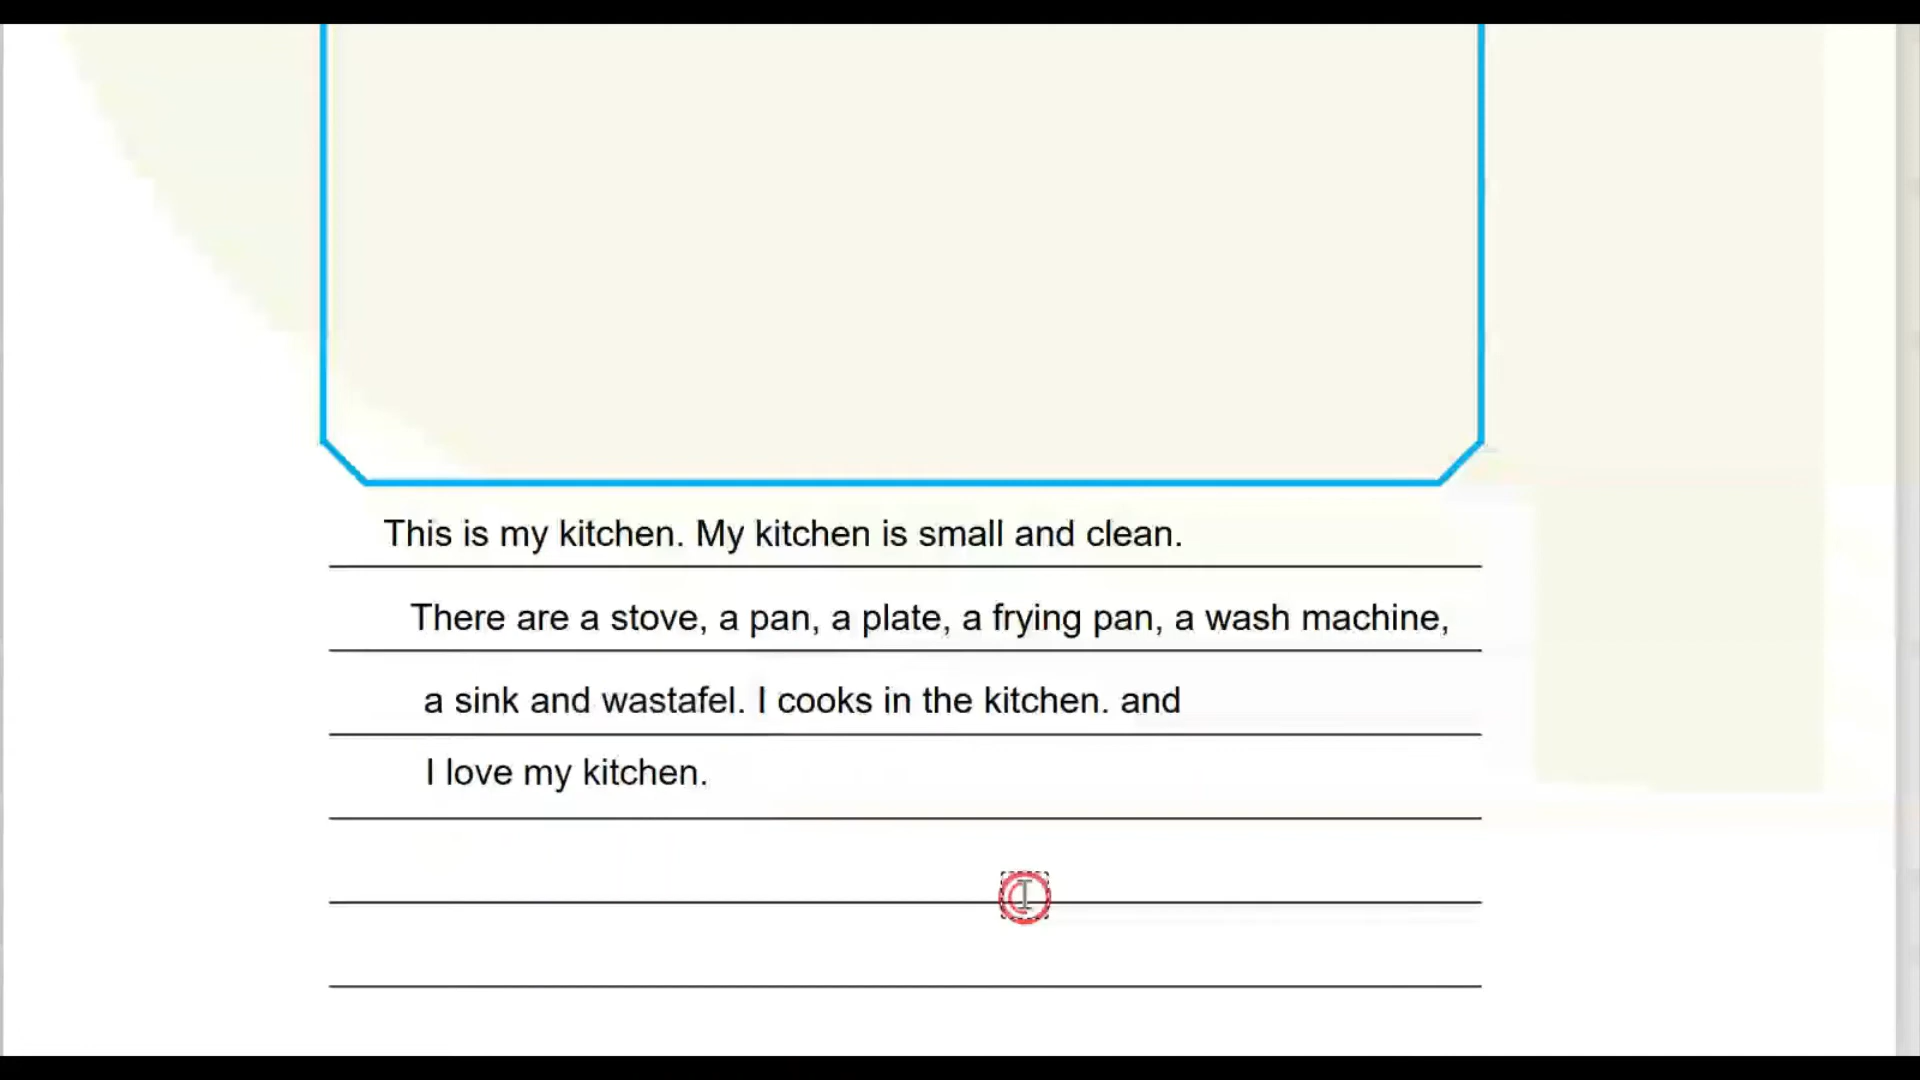 This is my kitchen. My kitchen is small and clean.
There are a stove, a pan, a plate, a frying pan, a wash machine,
a sink and wastafel. I cooks in the kitchen. and
I love my kitchen.